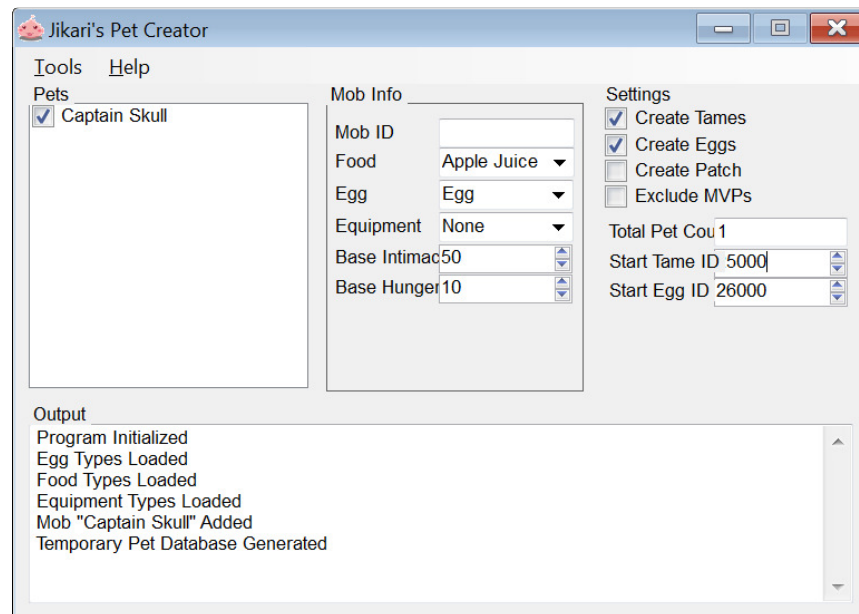 Jikari's Pet Creator
Tools Help
Pets
Captain Skull
Mob Info
Mob ID
Food Apple Juice
Egg Egg
Equipment None
Base Intimac 50
Base Hunger 10
Settings
Create Tames
Create Eggs
Create Patch
Exclude MVPs
Total Pet Cou 1
Start Tame ID 5000
Start Egg ID 26000
Output
Program Initialized
Egg Types Loaded
Food Types Loaded
Equipment Types Loaded
Mob "Captain Skull" Added
Temporary Pet Database Generated